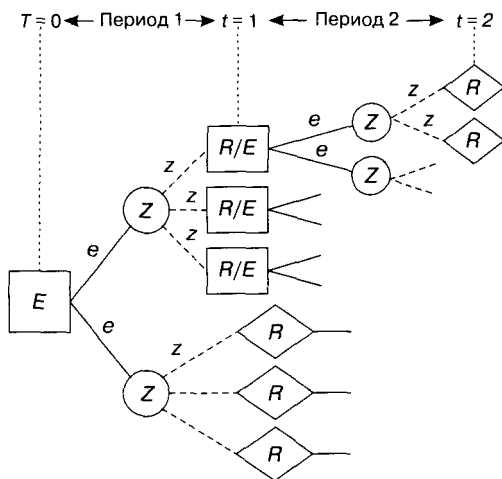 T = 0 Период 1 t = 1 Период 2 t = 2
R
z
e Z z
R/E e R
z Z
Z z R/E
z
e R/E
E
e z R
Z R
R